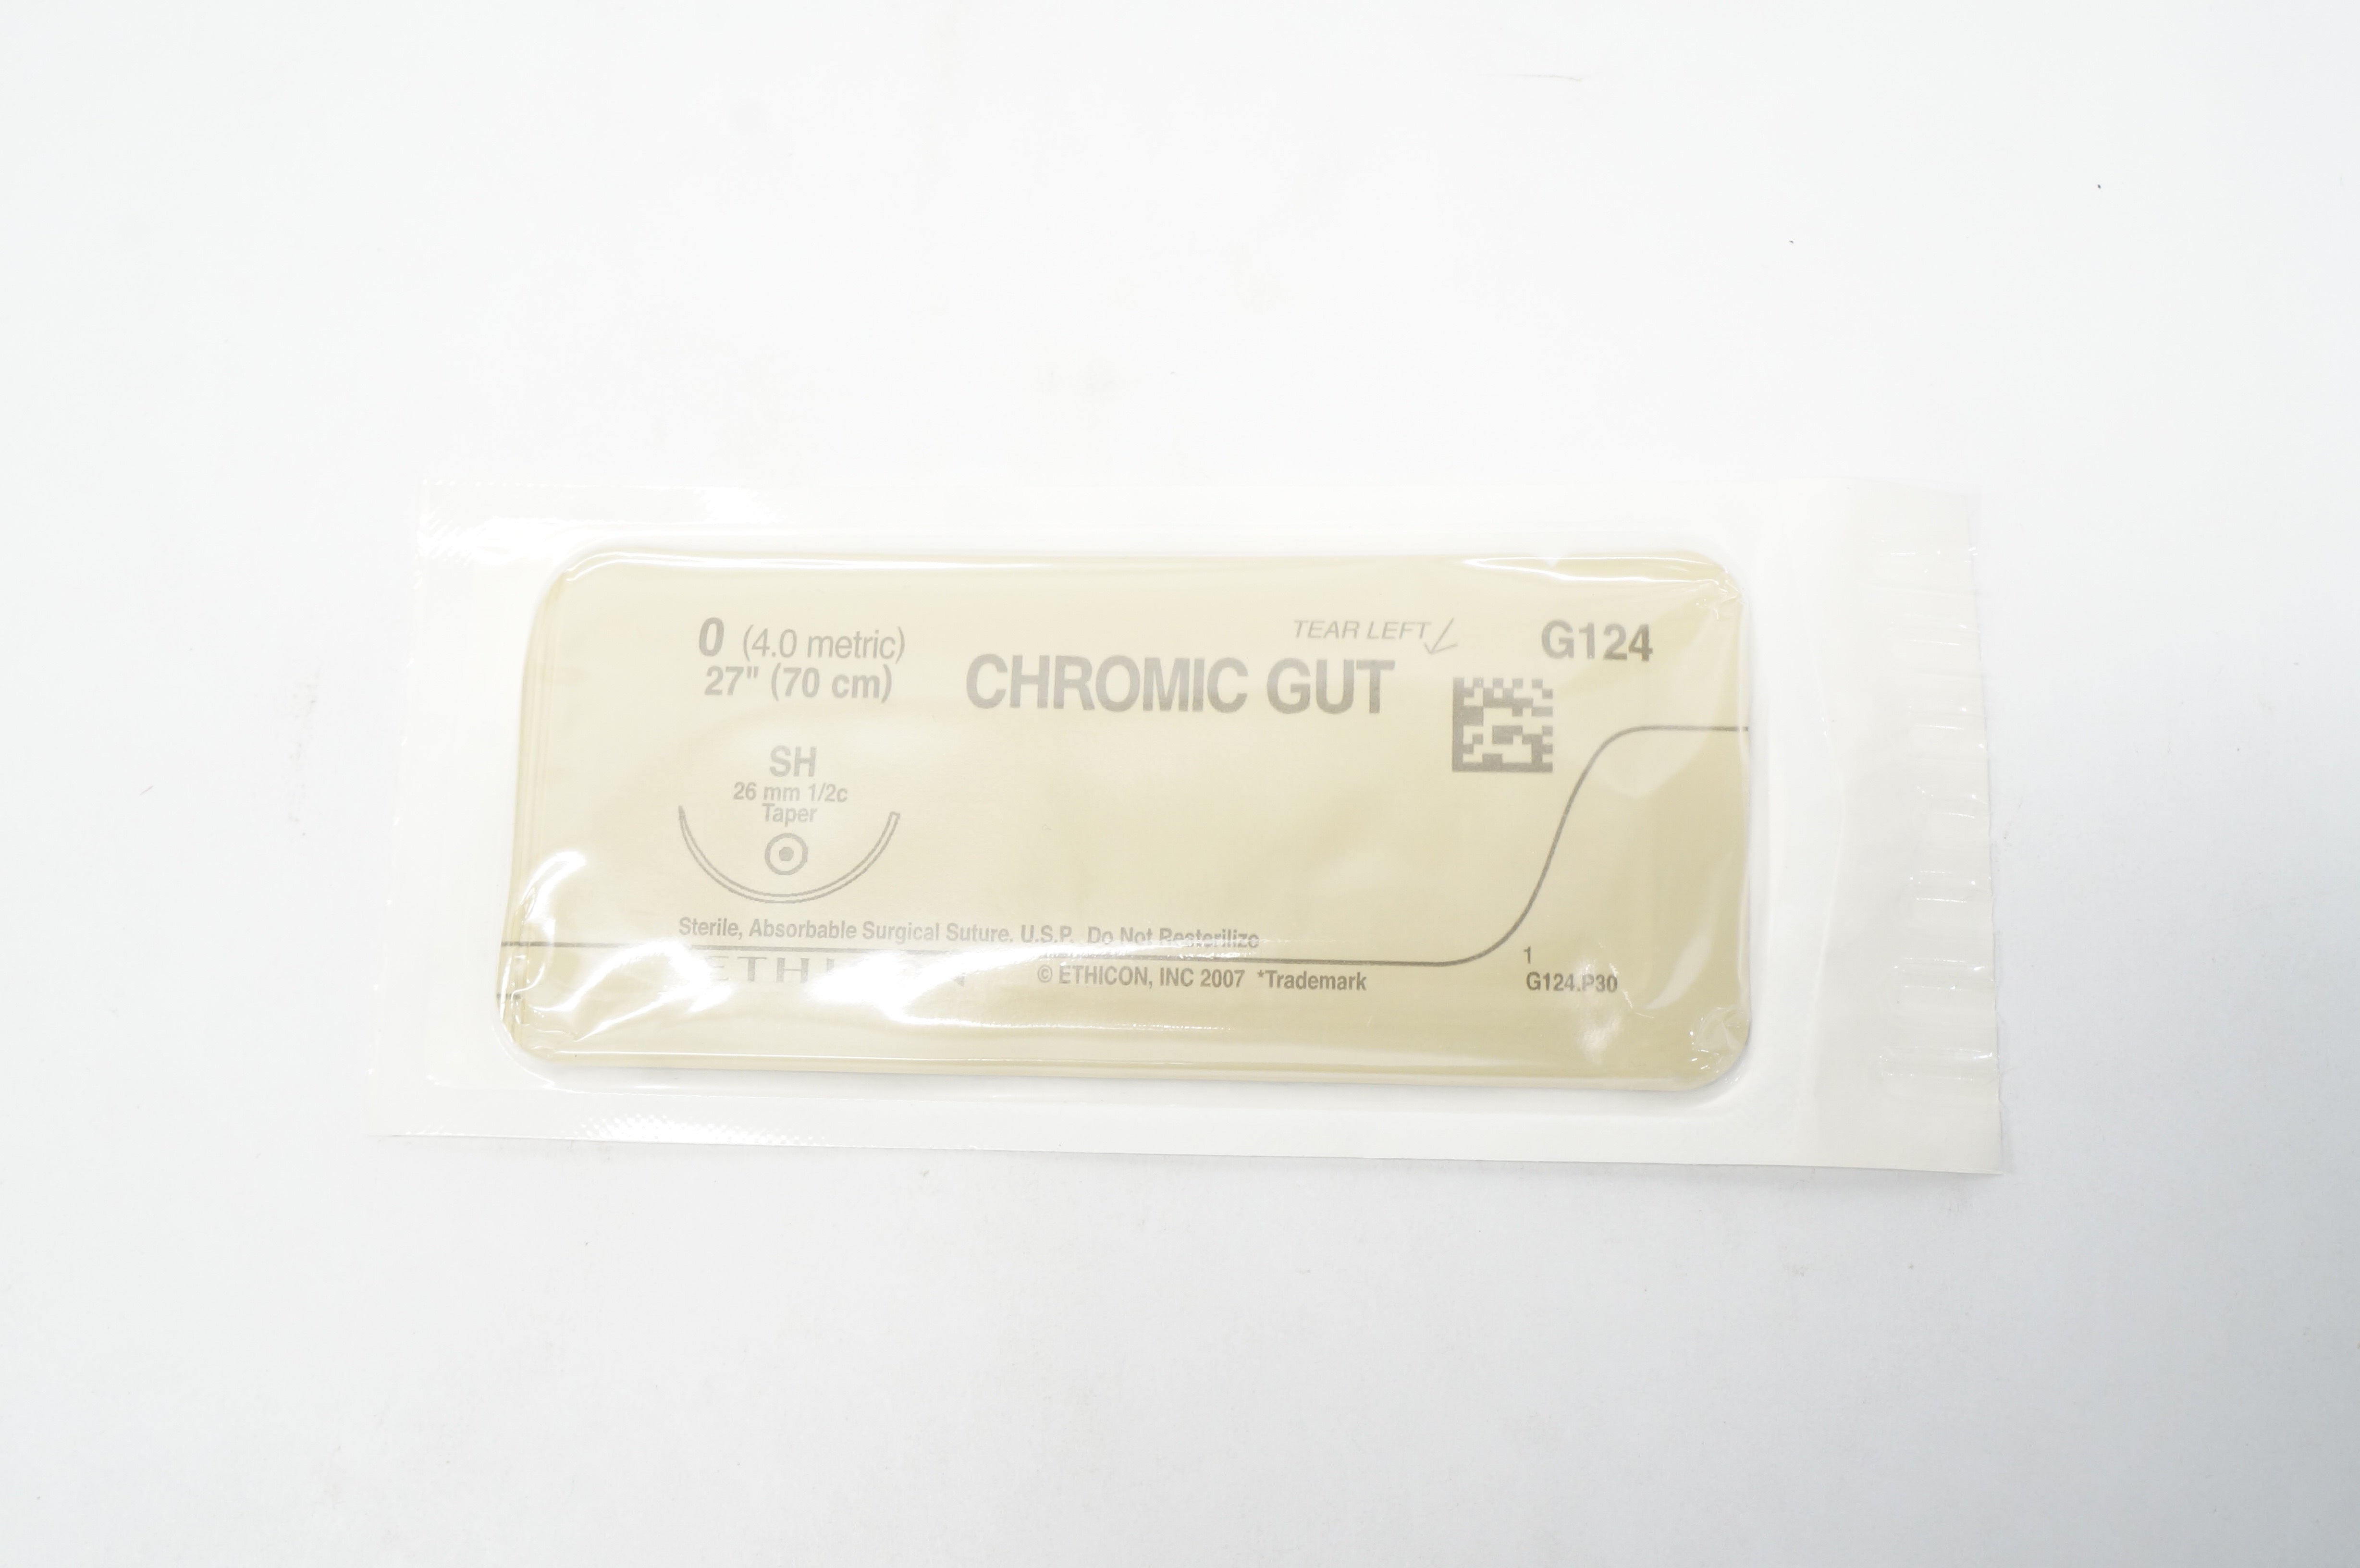 0 (4.0 metric)
27" (70 cm)
TEAR LEFT
CHROMIC GUT
G124
SH
26 mm 1/2c
Taper
Sterile, Absorbable Surgical Suture, U.S.P. Do Not Resterilize
ETHICON
© ETHICON, INC 2007 *Trademark
1
G124.P30